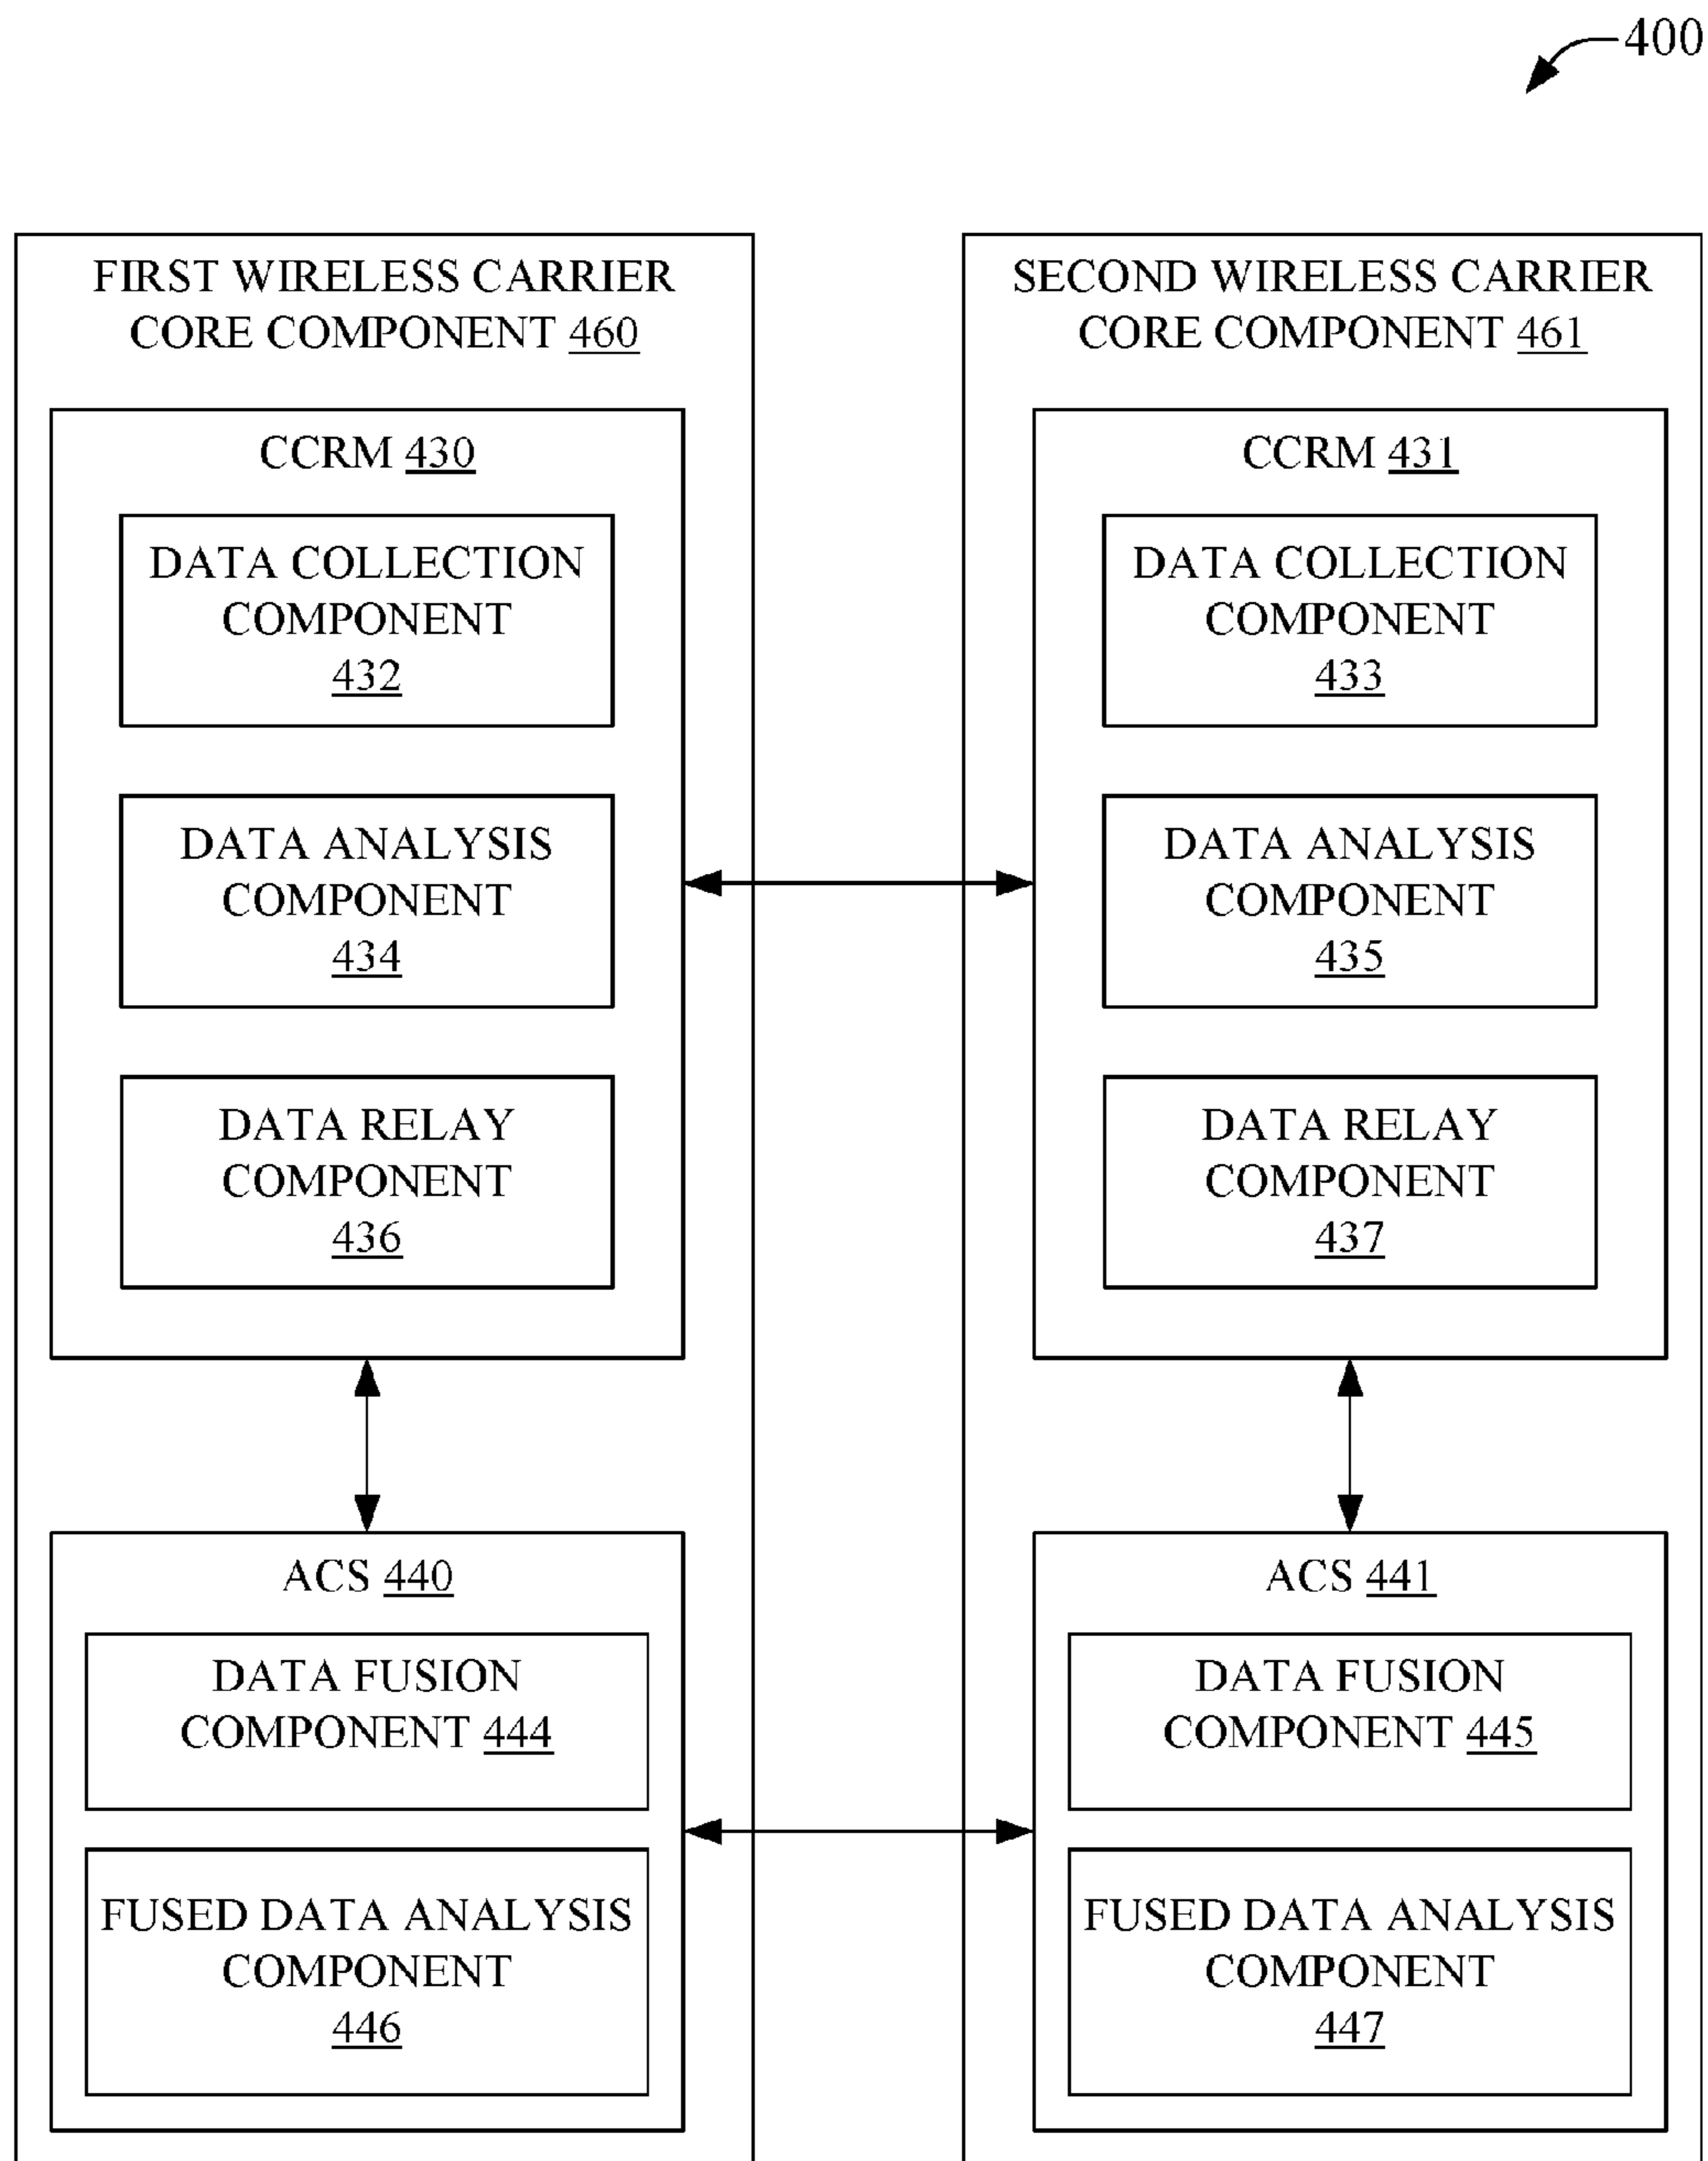 400
FIRST WIRELESS CARRIER
CORE COMPONENT 460
CCRM 430
DATA COLLECTION
COMPONENT
432
DATA ANALYSIS
COMPONENT
434
DATA RELAY
COMPONENT
436
ACS 440
DATA FUSION
COMPONENT 444
FUSED DATA ANALYSIS
COMPONENT
446
SECOND WIRELESS CARRIER
CORE COMPONENT 461
CCRM 431
DATA COLLECTION
COMPONENT
433
DATA ANALYSIS
COMPONENT
435
DATA RELAY
COMPONENT
437
ACS 441
DATA FUSION
COMPONENT 445
FUSED DATA ANALYSIS
COMPONENT
447